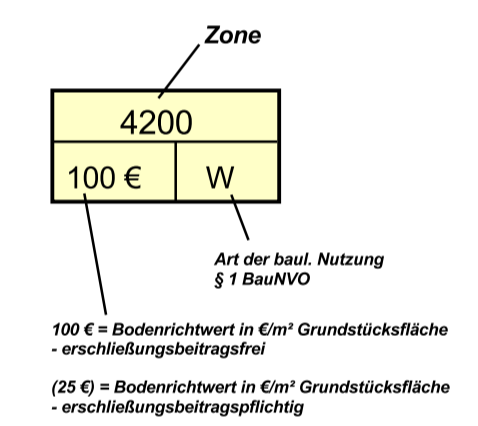 Zone
4200
100 €
W
Art der baul. Nutzung
§ 1 BauNVO
100 € = Bodenrichtwert in €/m² Grundstücksfläche
- erschließungsbeitragsfrei
(25 €) = Bodenrichtwert in €/m² Grundstücksfläche
- erschließungsbeitragspflichtig